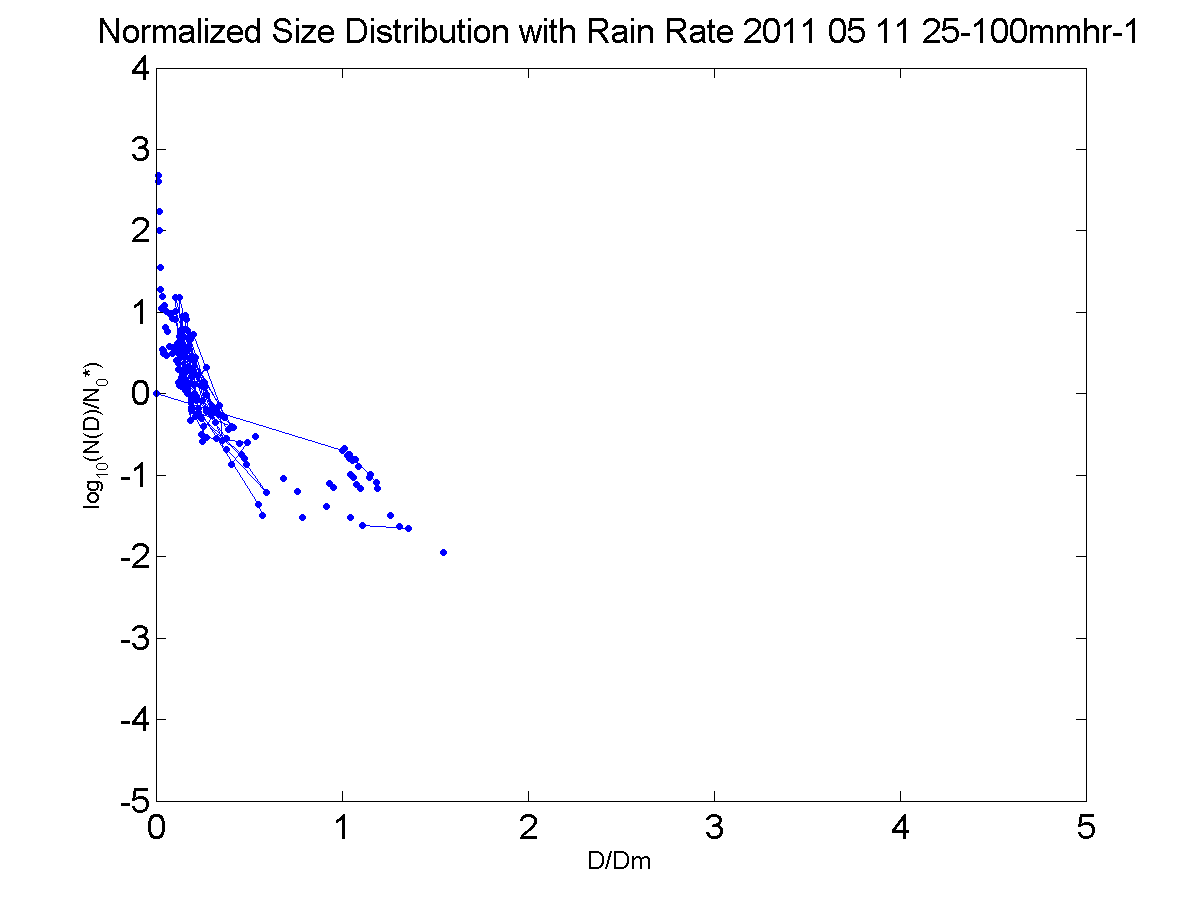 Normalized Size Distribution with Rain Rate 2011 05 11 25-100mmhr-1
4
3
2
1
0
-1
-2
-3
-4
-5
log10(N(D)/N0*)
0 1 2 3 4 5
D/Dm